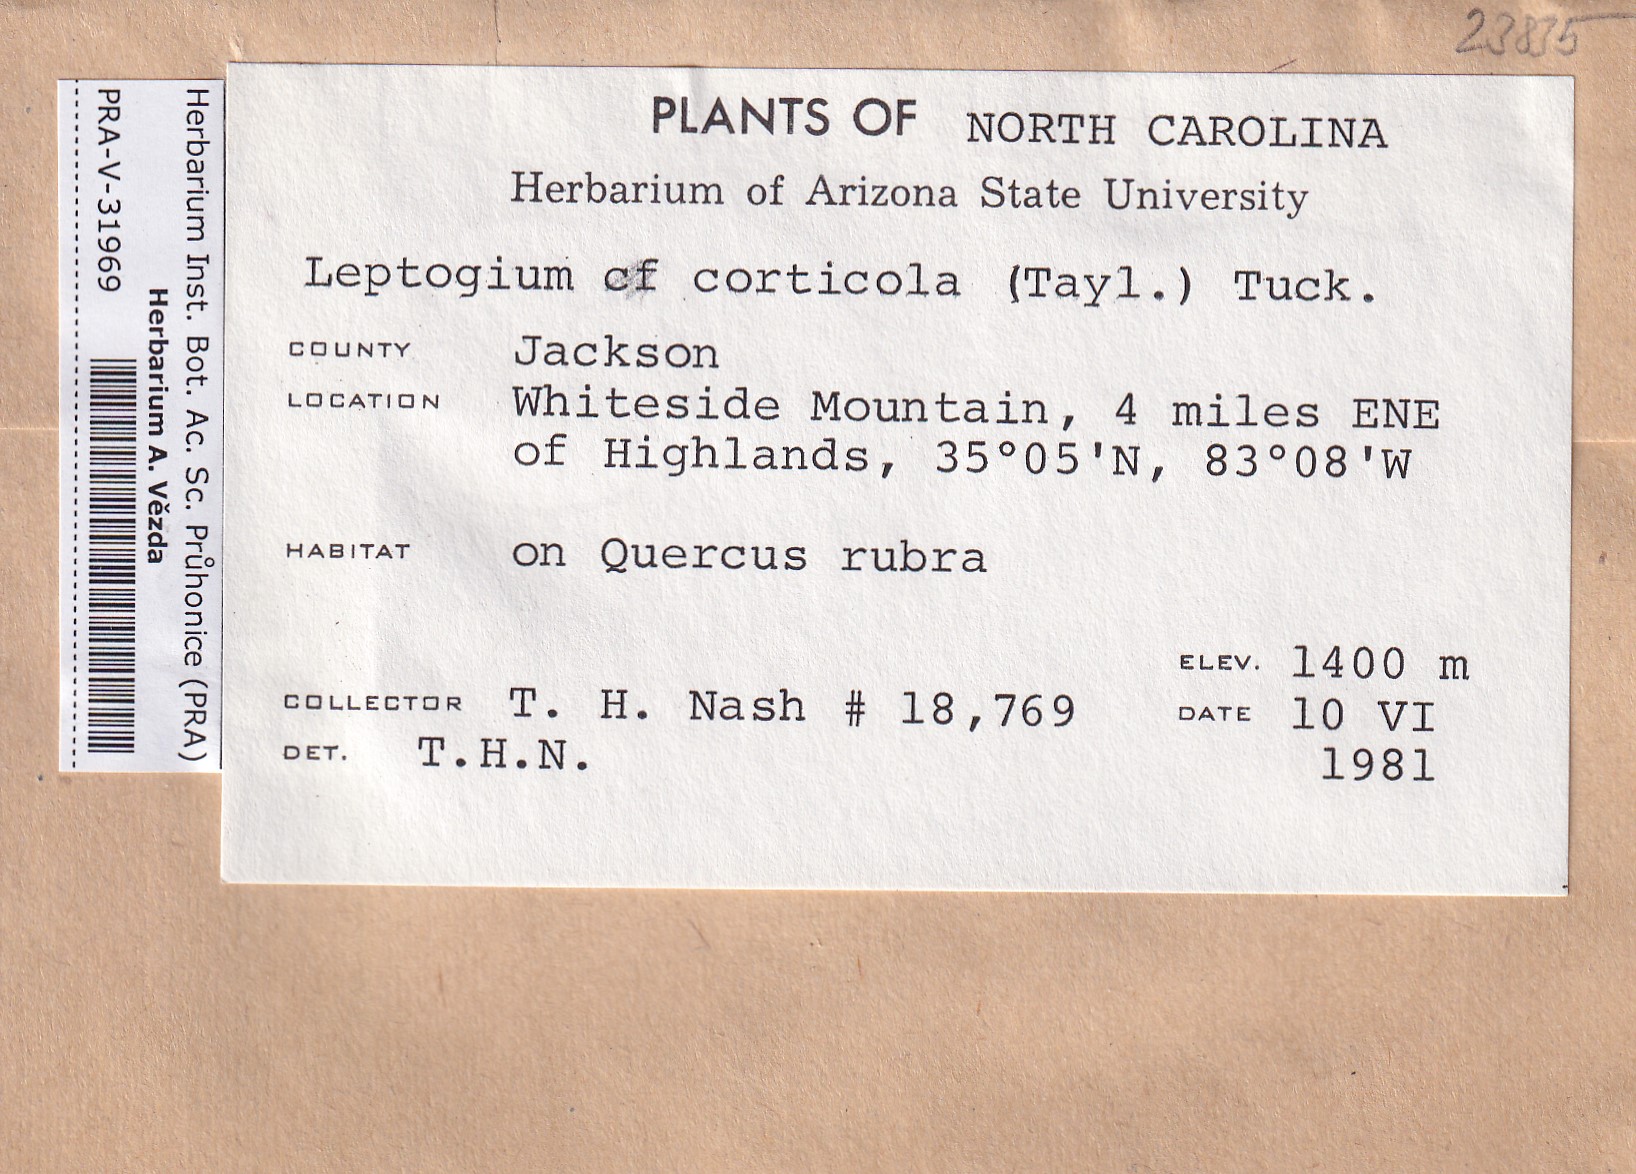 23835
PLANTS OF NORTH CAROLINA
Herbarium of Arizona State University
Leptogium cf corticola (Tayl.) Tuck.
COUNTY Jackson
LOCATION Whiteside Mountain, 4 miles ENE
of Highlands, 35°05'N, 83°08'W
HABITAT on Quercus rubra
ELEV. 1400 m
COLLECTOR T. H. Nash # 18,769 DATE 10 VI
DET. T.H.N. 1981
Herbarium Inst. Bot. Ac. Sc. Průhonice (PRA)
Herbarium A. Vězda
PRA-V-31969